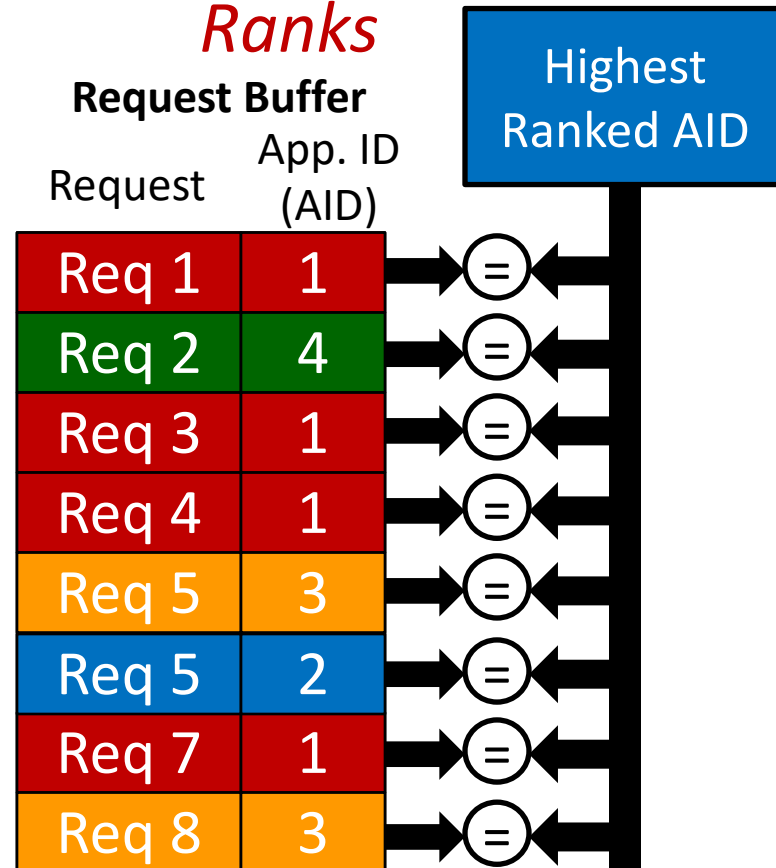 Ranks
Request Buffer
Request
App. ID
(AID)
Highest
Ranked AID
Req 1 1 =
Req 2 4 =
Req 3 1 =
Req 4 1 =
Req 5 3 =
Req 5 2 =
Req 7 1 =
Req 8 3 =